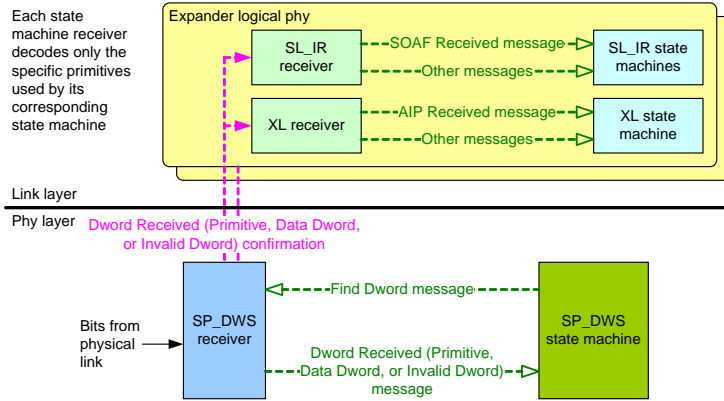 Each state
machine receiver
decodes only the
specific primitives
used by its
corresponding
state machine
Expander logical phy
SL_IR
receiver
SOAF Received message
Other messages
SL_IR state
machines
XL receiver
AIP Received message
Other messages
XL state
machine
Link layer
Phy layer
Dword Received (Primitive, Data Dword,
or Invalid Dword) confirmation
Bits from
physical
link
SP_DWS
receiver
Find Dword message
Dword Received (Primitive,
Data Dword, or Invalid Dword)
message
SP_DWS
state machine